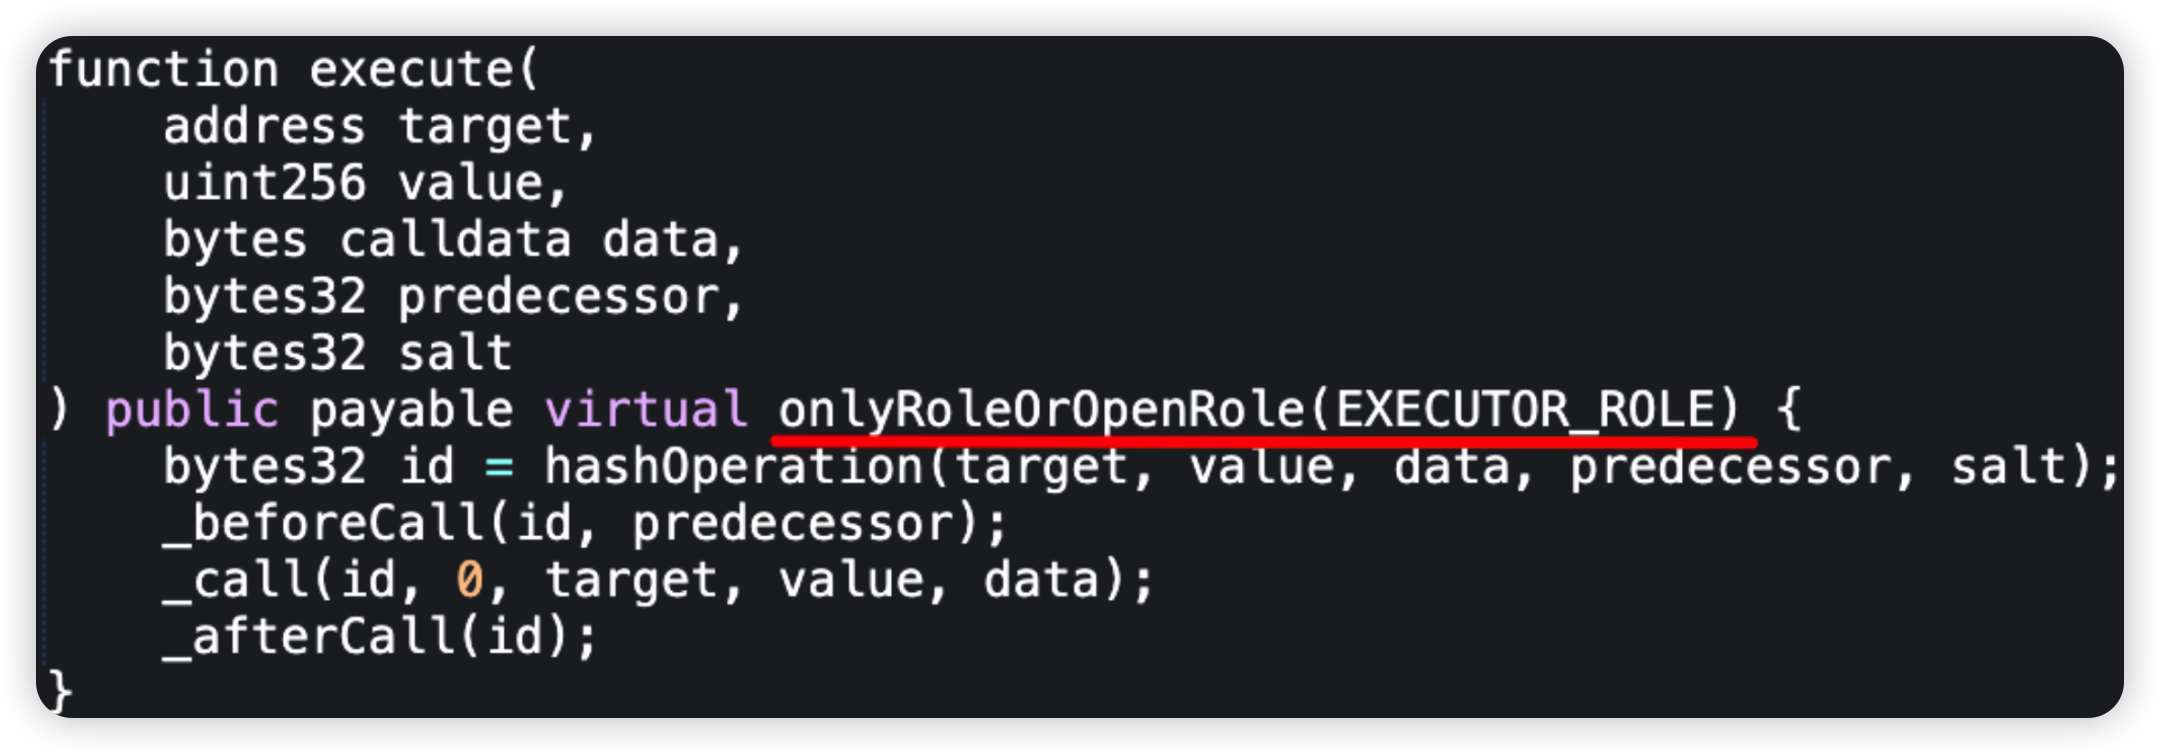 function execute(
    address target,
    uint256 value,
    bytes calldata data,
    bytes32 predecessor,
    bytes32 salt
) public payable virtual onlyRoleOrOpenRole(EXECUTOR_ROLE) {
    bytes32 id = hashOperation(target, value, data, predecessor, salt);
    _beforeCall(id, predecessor);
    _call(id, 0, target, value, data);
    _afterCall(id);
}